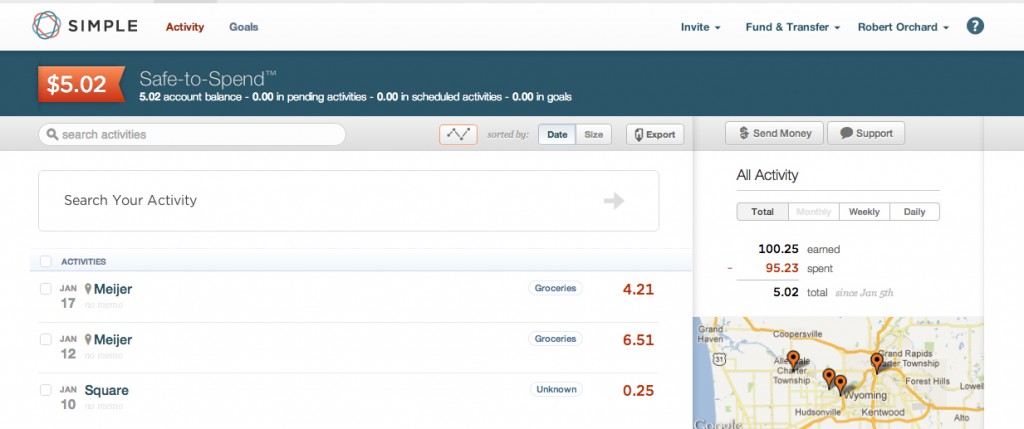 SIMPLE Activity Goals Invite Fund & Transfer Robert Orchard ?
$5.02 Safe-to-Spend™
5.02 account balance - 0.00 in pending activities - 0.00 in scheduled activities - 0.00 in goals
search activities sorted by: Date Size Export Send Money Support
Search Your Activity
ACTIVITIES
JAN 17 Meijer Groceries 4.21
no memo
JAN 12 Meijer Groceries 6.51
no memo
JAN 10 Square Unknown 0.25
no memo
All Activity
Total Monthly Weekly Daily
100.25 earned
- 95.23 spent
5.02 total since Jan 5th
Grand Haven
Coopersville
31
Charter Township
Grand Rapids
Township
Forest Hills
Wyoming
Hudsonville
Kentwood
Alto
Google